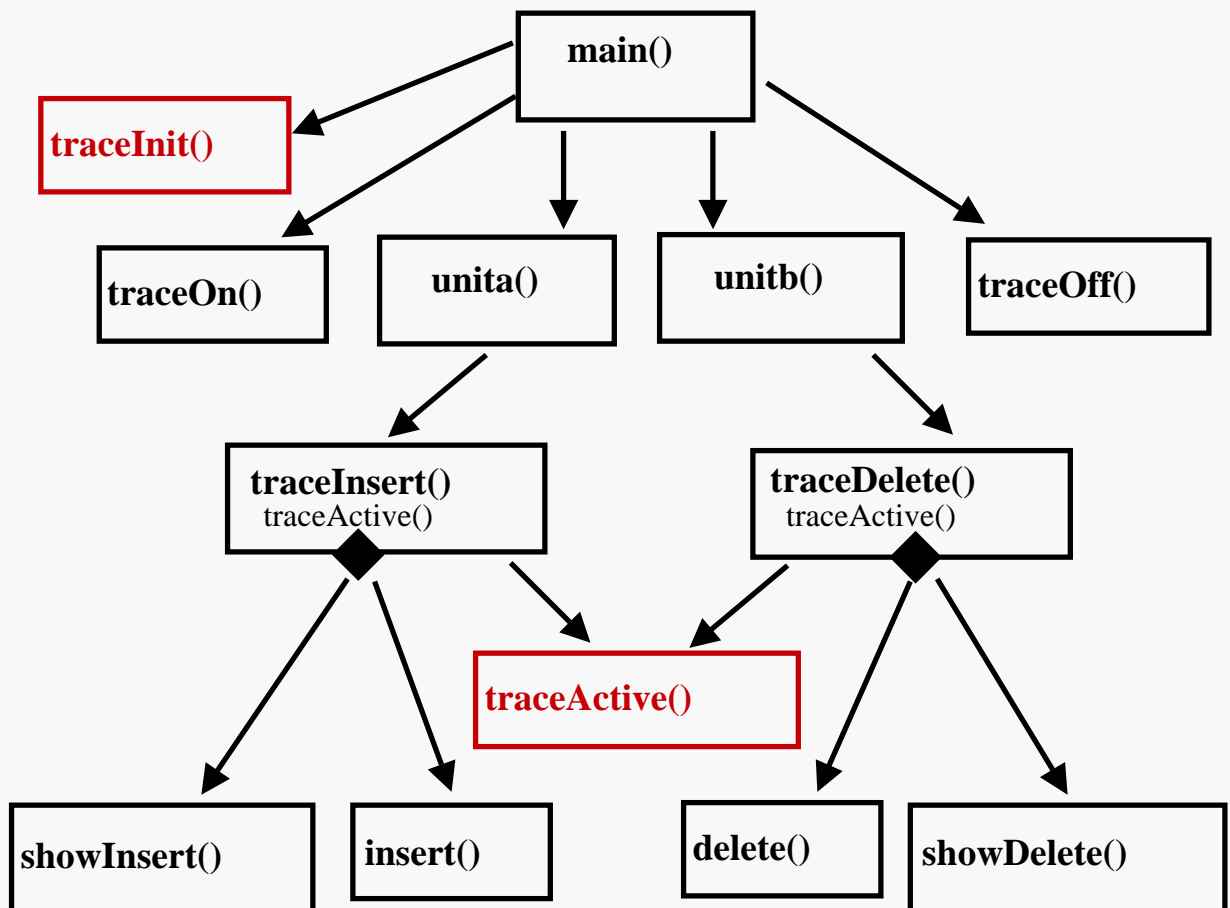 main()
traceInit()
traceOn()
unita()
unitb()
traceOff()
traceInsert()
traceActive()
traceDelete()
traceActive()
traceActive()
showInsert()
insert()
delete()
showDelete()